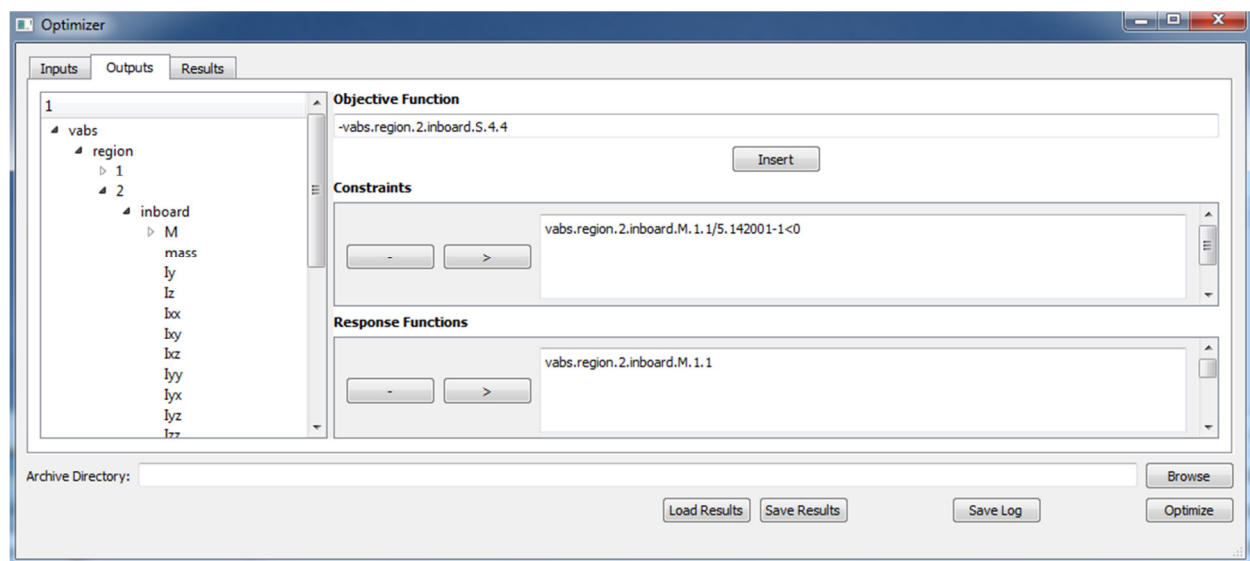 Optimizer
Inputs Outputs Results
1
vabs
region
1
2
inboard
M
mass
Iy
Iz
Ixx
Ixy
Ixz
Iyy
Iyx
Iyz
Izz
Objective Function
-vabs.region.2.inboard.S.4.4
Insert
Constraints
- >
vabs.region.2.inboard.M.1.1/5.142001-1<0
Response Functions
- >
vabs.region.2.inboard.M.1.1
Archive Directory:
Browse
Load Results Save Results Save Log Optimize